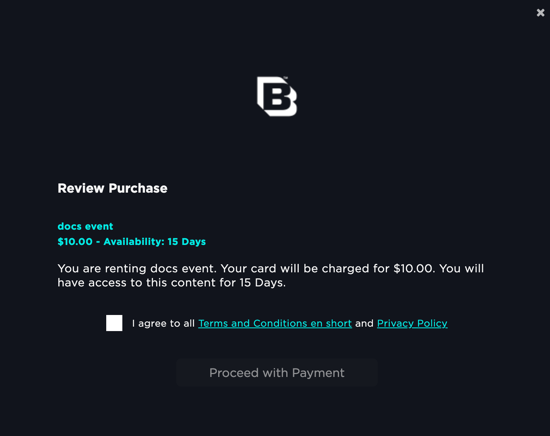 B
Review Purchase
docs event
$10.00 - Availability: 15 Days
You are renting docs event. Your card will be charged for $10.00. You will
have access to this content for 15 Days.
I agree to all Terms and Conditions en short and Privacy Policy
Proceed with Payment